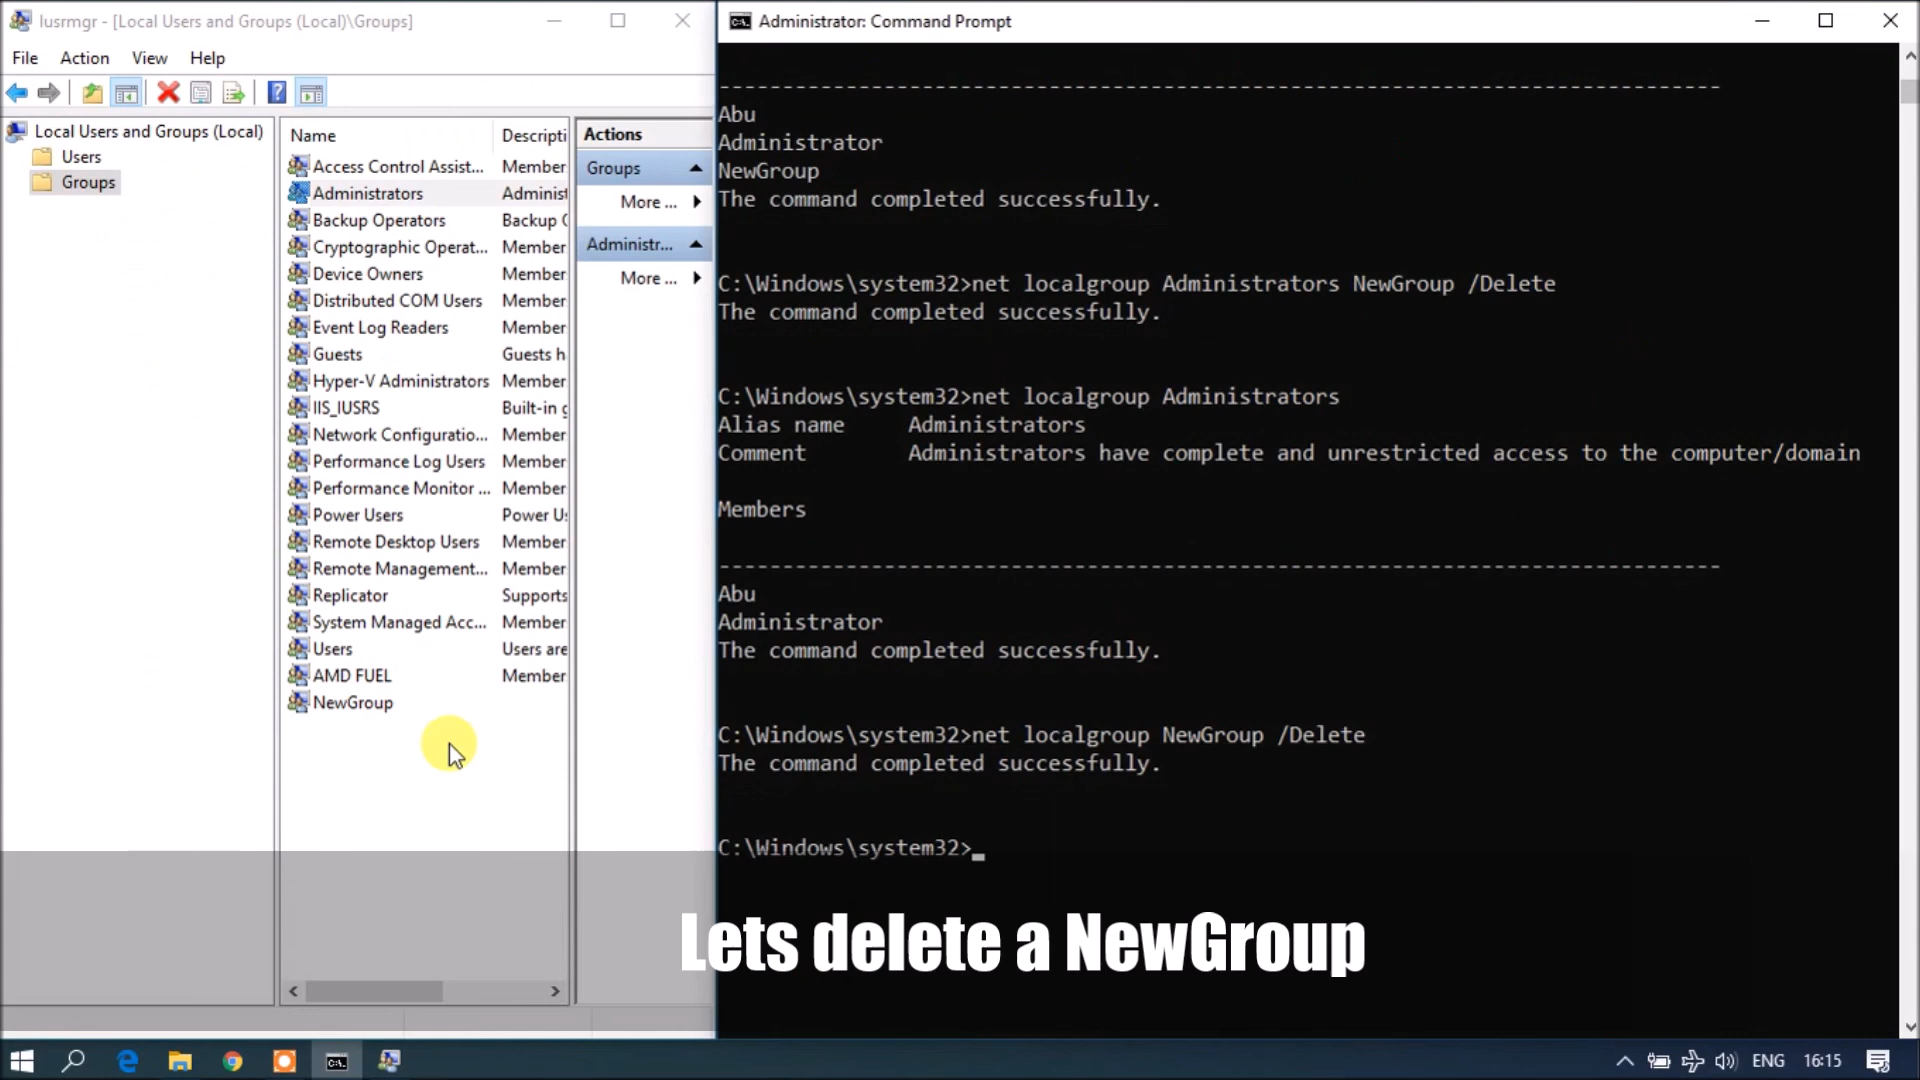 lusrmgr - [Local Users and Groups (Local)\Groups]
File Action View Help
Local Users and Groups (Local)
Users
Groups
Name Descripti
Access Control Assist... Member
Administrators Administ
Backup Operators Backup O
Cryptographic Operat... Member
Device Owners Member
Distributed COM Users Member
Event Log Readers Member
Guests Guests h
Hyper-V Administrators Member
IIS_IUSRS Built-in g
Network Configuratio... Member
Performance Log Users Member
Performance Monitor ... Member
Power Users Power Us
Remote Desktop Users Member
Remote Management... Member
Replicator Supports
System Managed Acc... Member
Users Users are
AMD FUEL Member
NewGroup
Actions
Groups
More ...
Administr...
More ...
Administrator: Command Prompt
-------------------------------------------------------------------------------
Abu
Administrator
NewGroup
The command completed successfully.
C:\Windows\system32>net localgroup Administrators NewGroup /Delete
The command completed successfully.
C:\Windows\system32>net localgroup Administrators
Alias name     Administrators
Comment        Administrators have complete and unrestricted access to the computer/domain
Members
-------------------------------------------------------------------------------
Abu
Administrator
The command completed successfully.
C:\Windows\system32>net localgroup NewGroup /Delete
The command completed successfully.
C:\Windows\system32>_
Lets delete a NewGroup
ENG 16:15